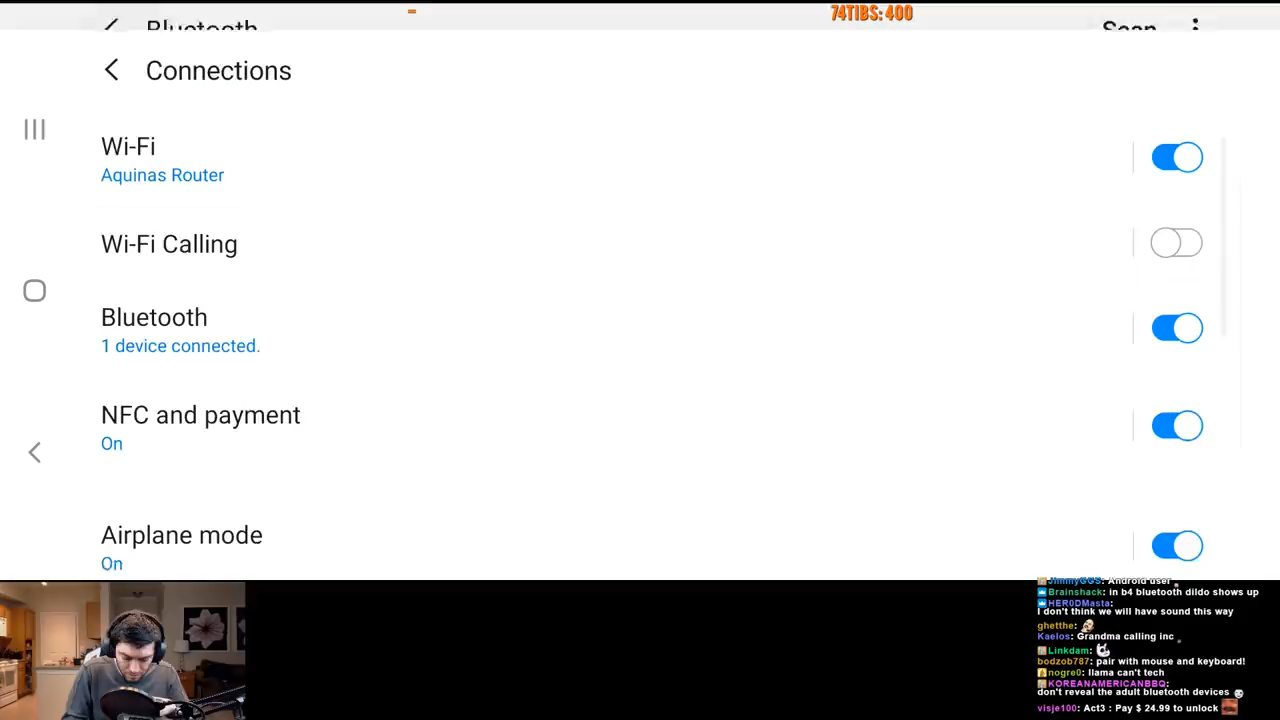 74TIBS: 400
Bluetooth
Scan
Connections
Wi-Fi
Aquinas Router
Wi-Fi Calling
Bluetooth
1 device connected.
NFC and payment
On
Airplane mode
On
JimmyGGS: Android user
Brainshack: in b4 bluetooth dildo shows up
HER0DMasta:
I don't think we will have sound this way
ghetthe:
Kaelos: Grandma calling inc
Linkdam:
bodzob787: pair with mouse and keyboard!
nogre0: llama can't tech
KOREANAMERICANBBQ:
don't reveal the adult bluetooth devices
visje100: Act3 : Pay $ 24.99 to unlock